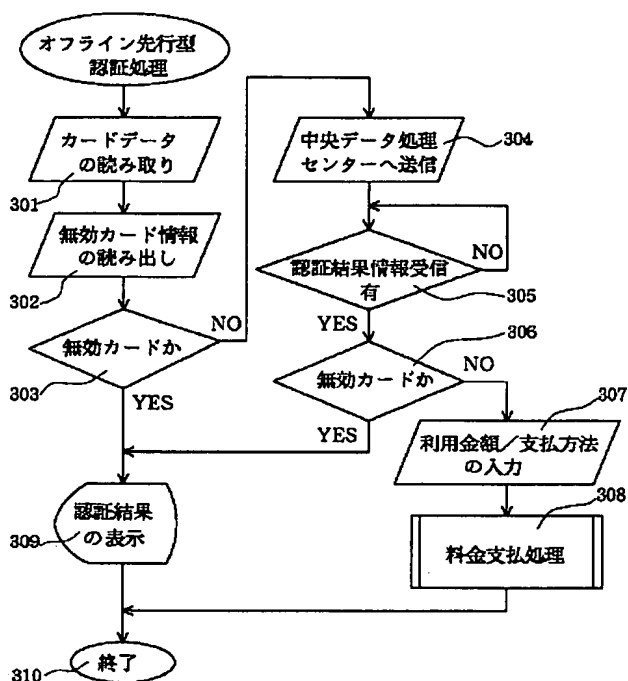 オフライン先行型
認証処理
カードデータ
の読み取り
301
無効カード情報
の読み出し
302
無効カードか
303
NO
YES
中央データ処理
センターへ送信
304
認証結果情報受信
有
305
NO
YES
306
無効カードか
NO
YES
307
利用金額/支払方法
の入力
308
料金支払処理
認証結果
の表示
309
終了
310